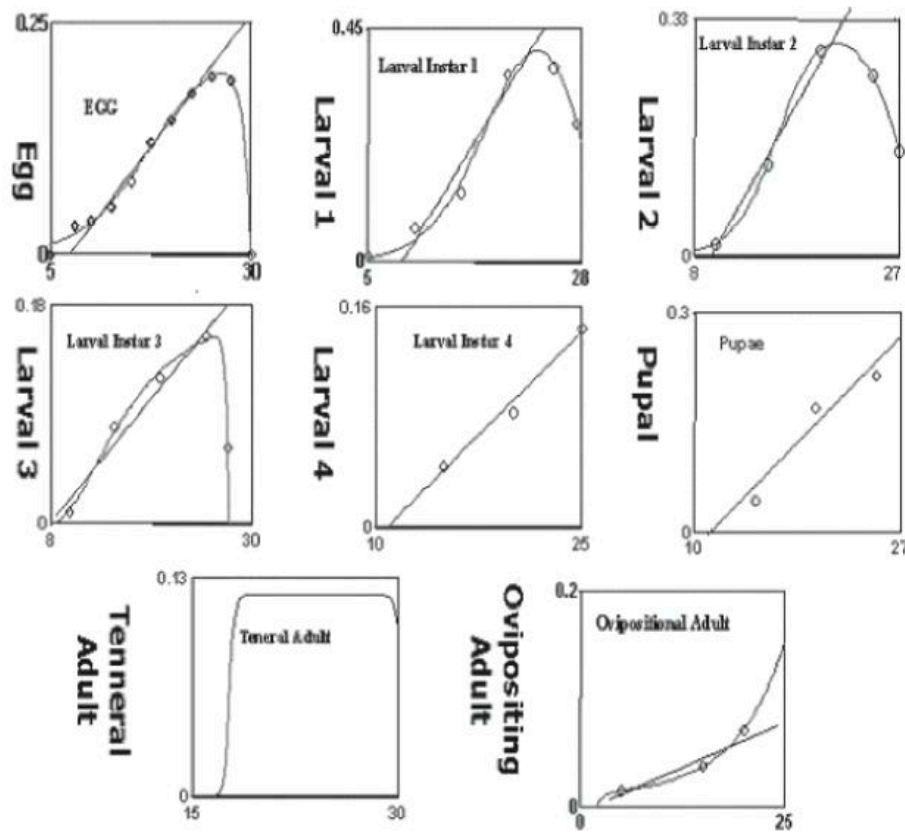 0.25
EGG
Egg
0
5
30
0.45
Larval Instar 1
Larval 1
0
5
28
0.33
Larval Instar 2
Larval 2
0
8
27
0.18
Larval Instar 3
Larval 3
0
8
30
0.16
Larval Instar 4
Larval 4
0
10
25
0.3
Pupae
Pupal
0
10
27
0.13
Teneral Adult
Tenneral
Adult
0
15
30
0.2
Ovipositional Adult
Ovipositing
Adult
0
0
25